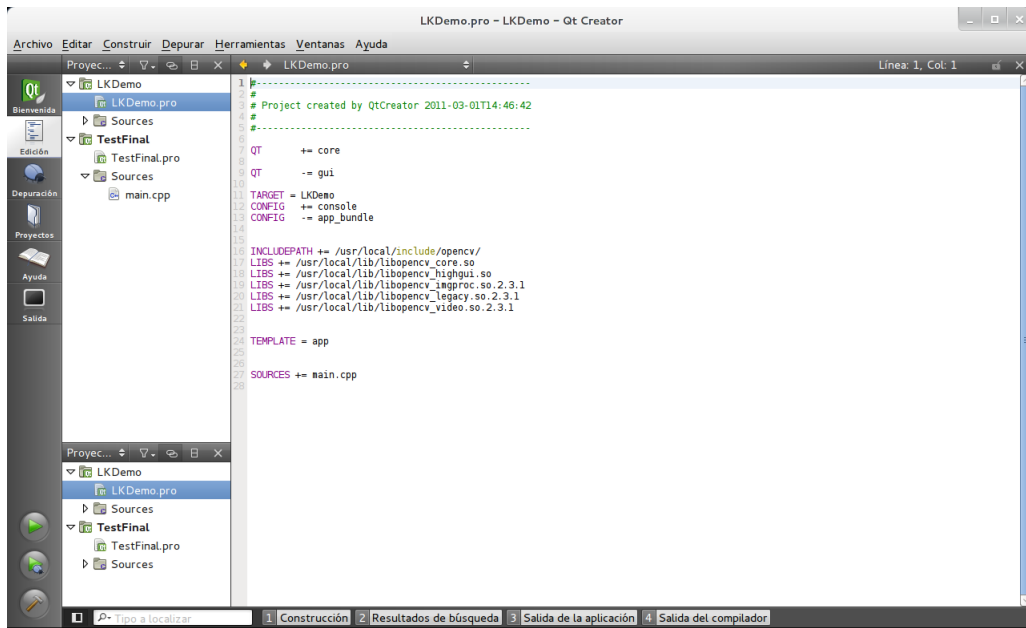 LKDemo.pro - LKDemo - Qt Creator
Archivo Editar Construir Depurar Herramientas Ventanas Ayuda
Proyec... LKDemo.pro Línea: 1, Col: 1
Qt
Bienvenida
Edición
Depuración
Proyectos
Ayuda
Salida
LKDemo
LKDemo.pro
Sources
TestFinal
TestFinal.pro
Sources
main.cpp
1 #-------------------------------------------------
2 #
3 # Project created by QtCreator 2011-03-01T14:46:42
4 #
5 #-------------------------------------------------
6
7 QT       += core
8
9 QT       -= gui
10
11 TARGET = LKDemo
12 CONFIG   += console
13 CONFIG   -= app_bundle
14
15
16 INCLUDEPATH += /usr/local/include/opencv/
17 LIBS += /usr/local/lib/libopencv_core.so
18 LIBS += /usr/local/lib/libopencv_highgui.so
19 LIBS += /usr/local/lib/libopencv_imgproc.so.2.3.1
20 LIBS += /usr/local/lib/libopencv_legacy.so.2.3.1
21 LIBS += /usr/local/lib/libopencv_video.so.2.3.1
22
23
24 TEMPLATE = app
25
26
27 SOURCES += main.cpp
28
Proyec...
LKDemo
LKDemo.pro
Sources
TestFinal
TestFinal.pro
Sources
Tipo a localizar 1 Construcción 2 Resultados de búsqueda 3 Salida de la aplicación 4 Salida del compilador